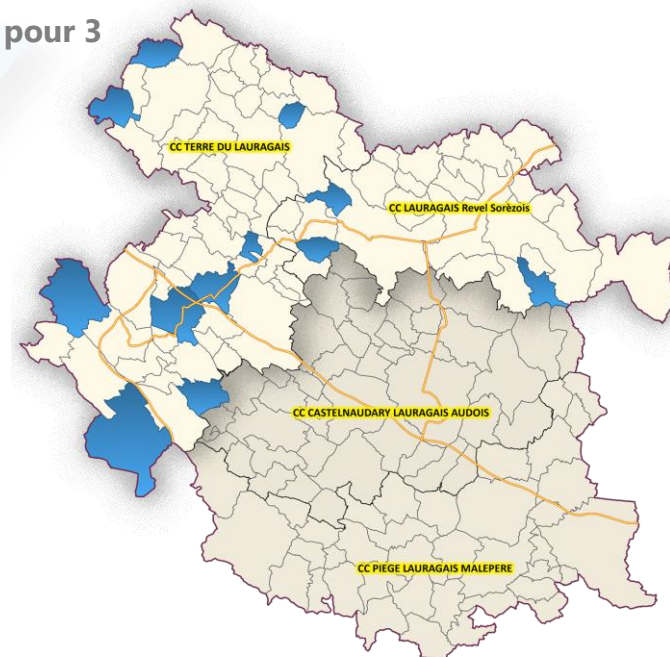 pour 3
CC TERRE DU LAURAGAIS
CC LAURAGAIS Revel Sorèzois
CC CASTELNAUDARY LAURAGAIS AUDOIS
CC PIEGE LAURAGAIS MALEPERE